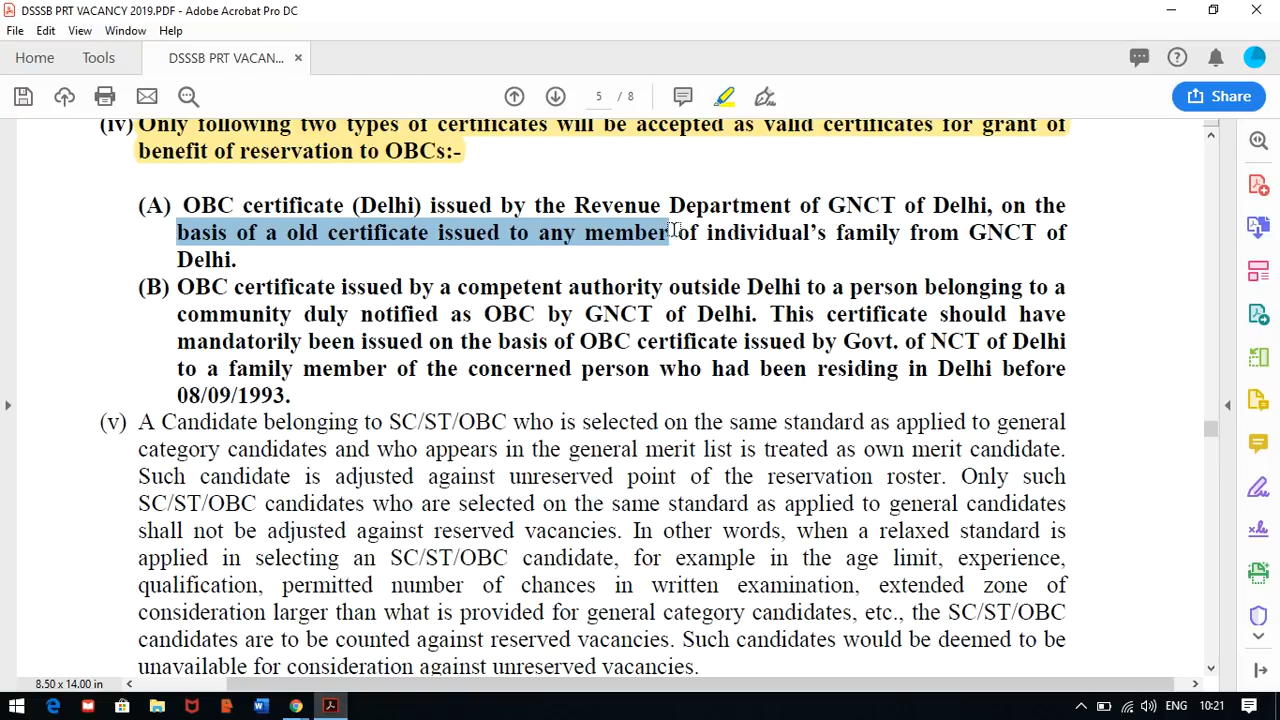 DSSSB PRT VACANCY 2019.PDF - Adobe Acrobat Pro DC
File Edit View Window Help
Home Tools DSSSB PRT VACAN... ×
5 / 8 Share
(iv) Only following two types of certificates will be accepted as valid certificates for grant of
benefit of reservation to OBCs:-
(A) OBC certificate (Delhi) issued by the Revenue Department of GNCT of Delhi, on the
basis of a old certificate issued to any member of individual’s family from GNCT of
Delhi.
(B) OBC certificate issued by a competent authority outside Delhi to a person belonging to a
community duly notified as OBC by GNCT of Delhi. This certificate should have
mandatorily been issued on the basis of OBC certificate issued by Govt. of NCT of Delhi
to a family member of the concerned person who had been residing in Delhi before
08/09/1993.
(v) A Candidate belonging to SC/ST/OBC who is selected on the same standard as applied to general
category candidates and who appears in the general merit list is treated as own merit candidate.
Such candidate is adjusted against unreserved point of the reservation roster. Only such
SC/ST/OBC candidates who are selected on the same standard as applied to general candidates
shall not be adjusted against reserved vacancies. In other words, when a relaxed standard is
applied in selecting an SC/ST/OBC candidate, for example in the age limit, experience,
qualification, permitted number of chances in written examination, extended zone of
consideration larger than what is provided for general category candidates, etc., the SC/ST/OBC
candidates are to be counted against reserved vacancies. Such candidates would be deemed to be
unavailable for consideration against unreserved vacancies.
8.50 x 14.00 in
ENG 10:21